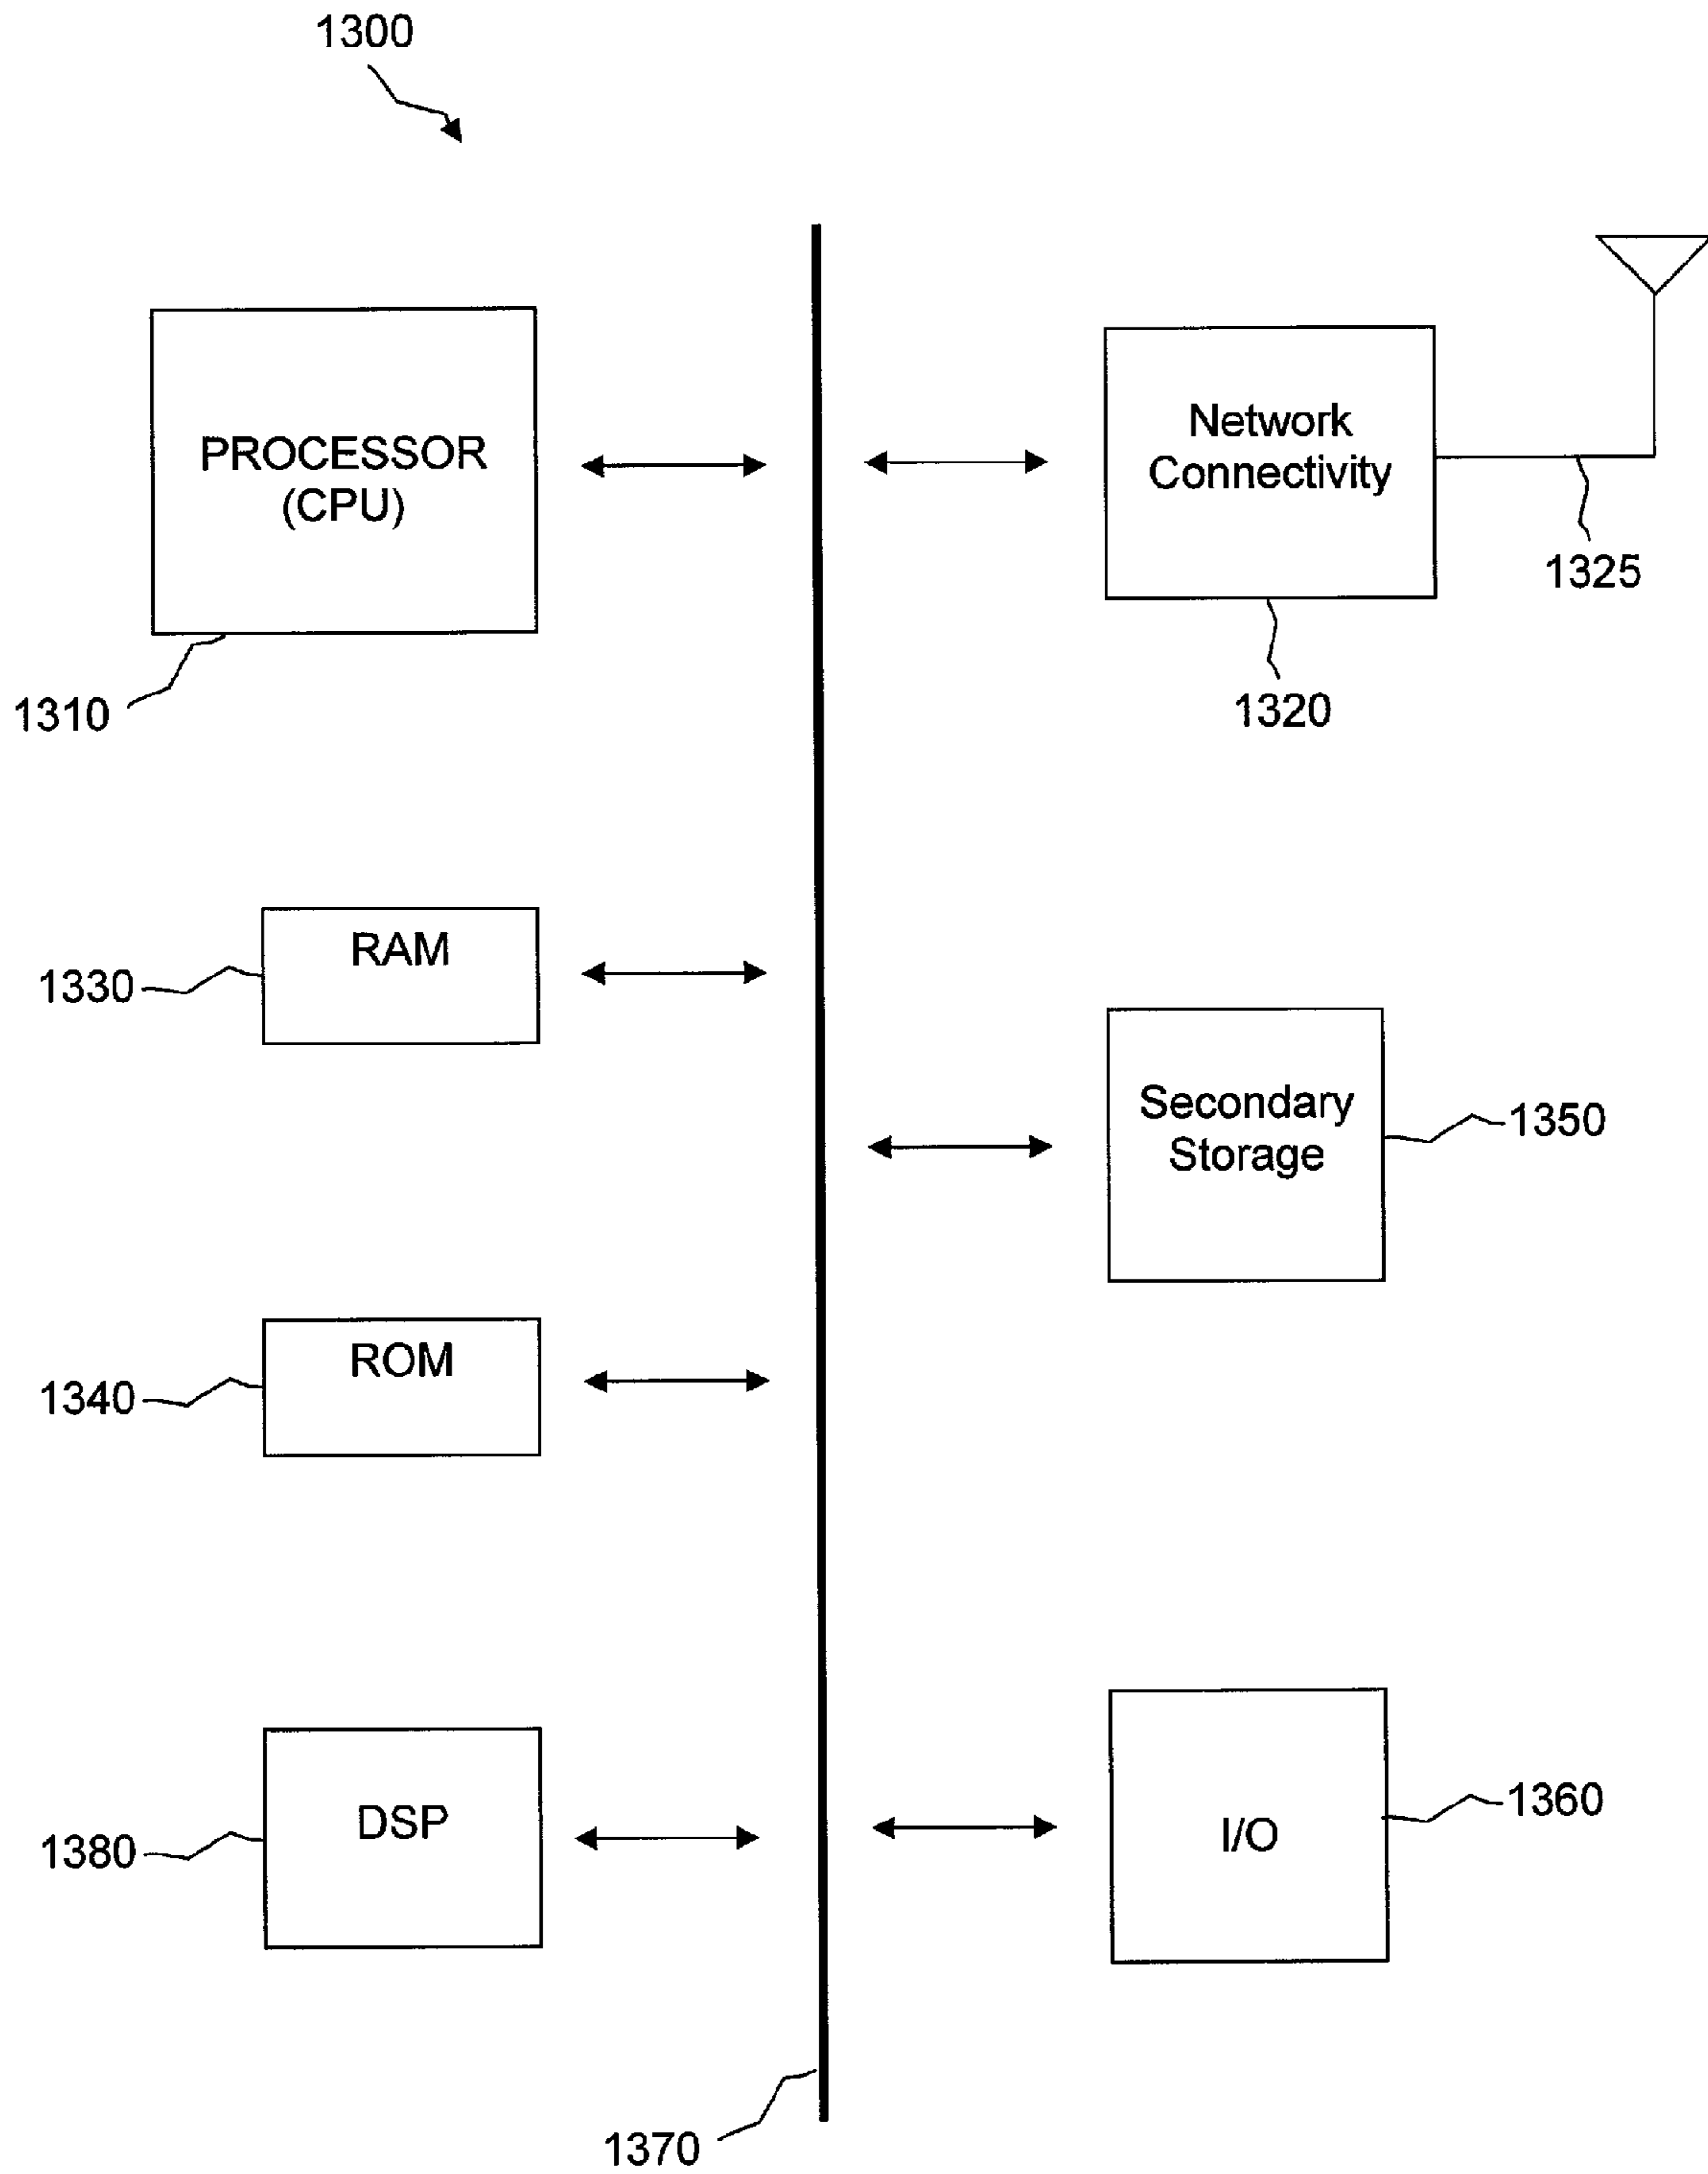 1300
PROCESSOR
(CPU)
1310
Network
Connectivity
1325
1320
RAM
1330
Secondary
Storage
1350
ROM
1340
DSP
1380
I/O
1360
1370